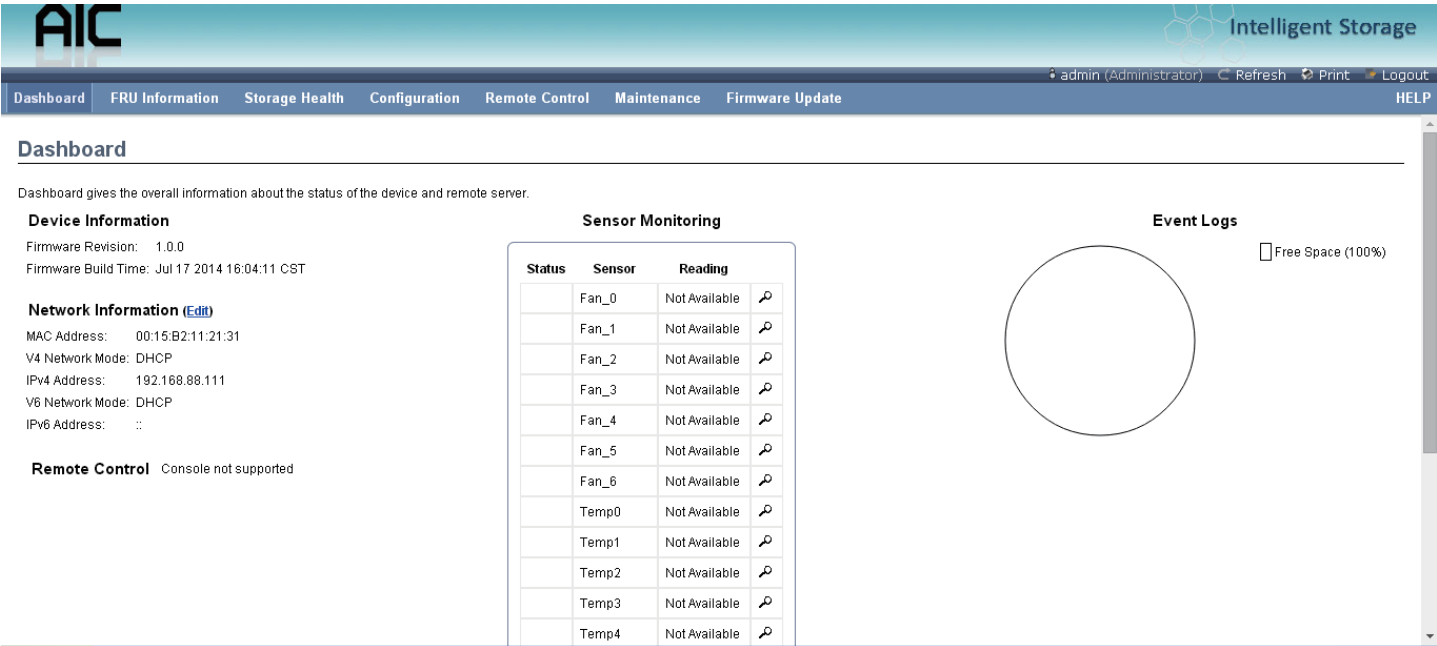 AIC
Intelligent Storage
admin (Administrator) Refresh Print Logout
Dashboard FRU Information Storage Health Configuration Remote Control Maintenance Firmware Update HELP
Dashboard
Dashboard gives the overall information about the status of the device and remote server.
Device Information
Firmware Revision: 1.0.0
Firmware Build Time: Jul 17 2014 16:04:11 CST
Network Information (Edit)
MAC Address: 00:15:B2:11:21:31
V4 Network Mode: DHCP
IPv4 Address: 192.168.88.111
V6 Network Mode: DHCP
IPv6 Address: ::
Remote Control Console not supported
Sensor Monitoring
Status Sensor Reading
Fan_0 Not Available
Fan_1 Not Available
Fan_2 Not Available
Fan_3 Not Available
Fan_4 Not Available
Fan_5 Not Available
Fan_6 Not Available
Temp0 Not Available
Temp1 Not Available
Temp2 Not Available
Temp3 Not Available
Temp4 Not Available
Event Logs
Free Space (100%)